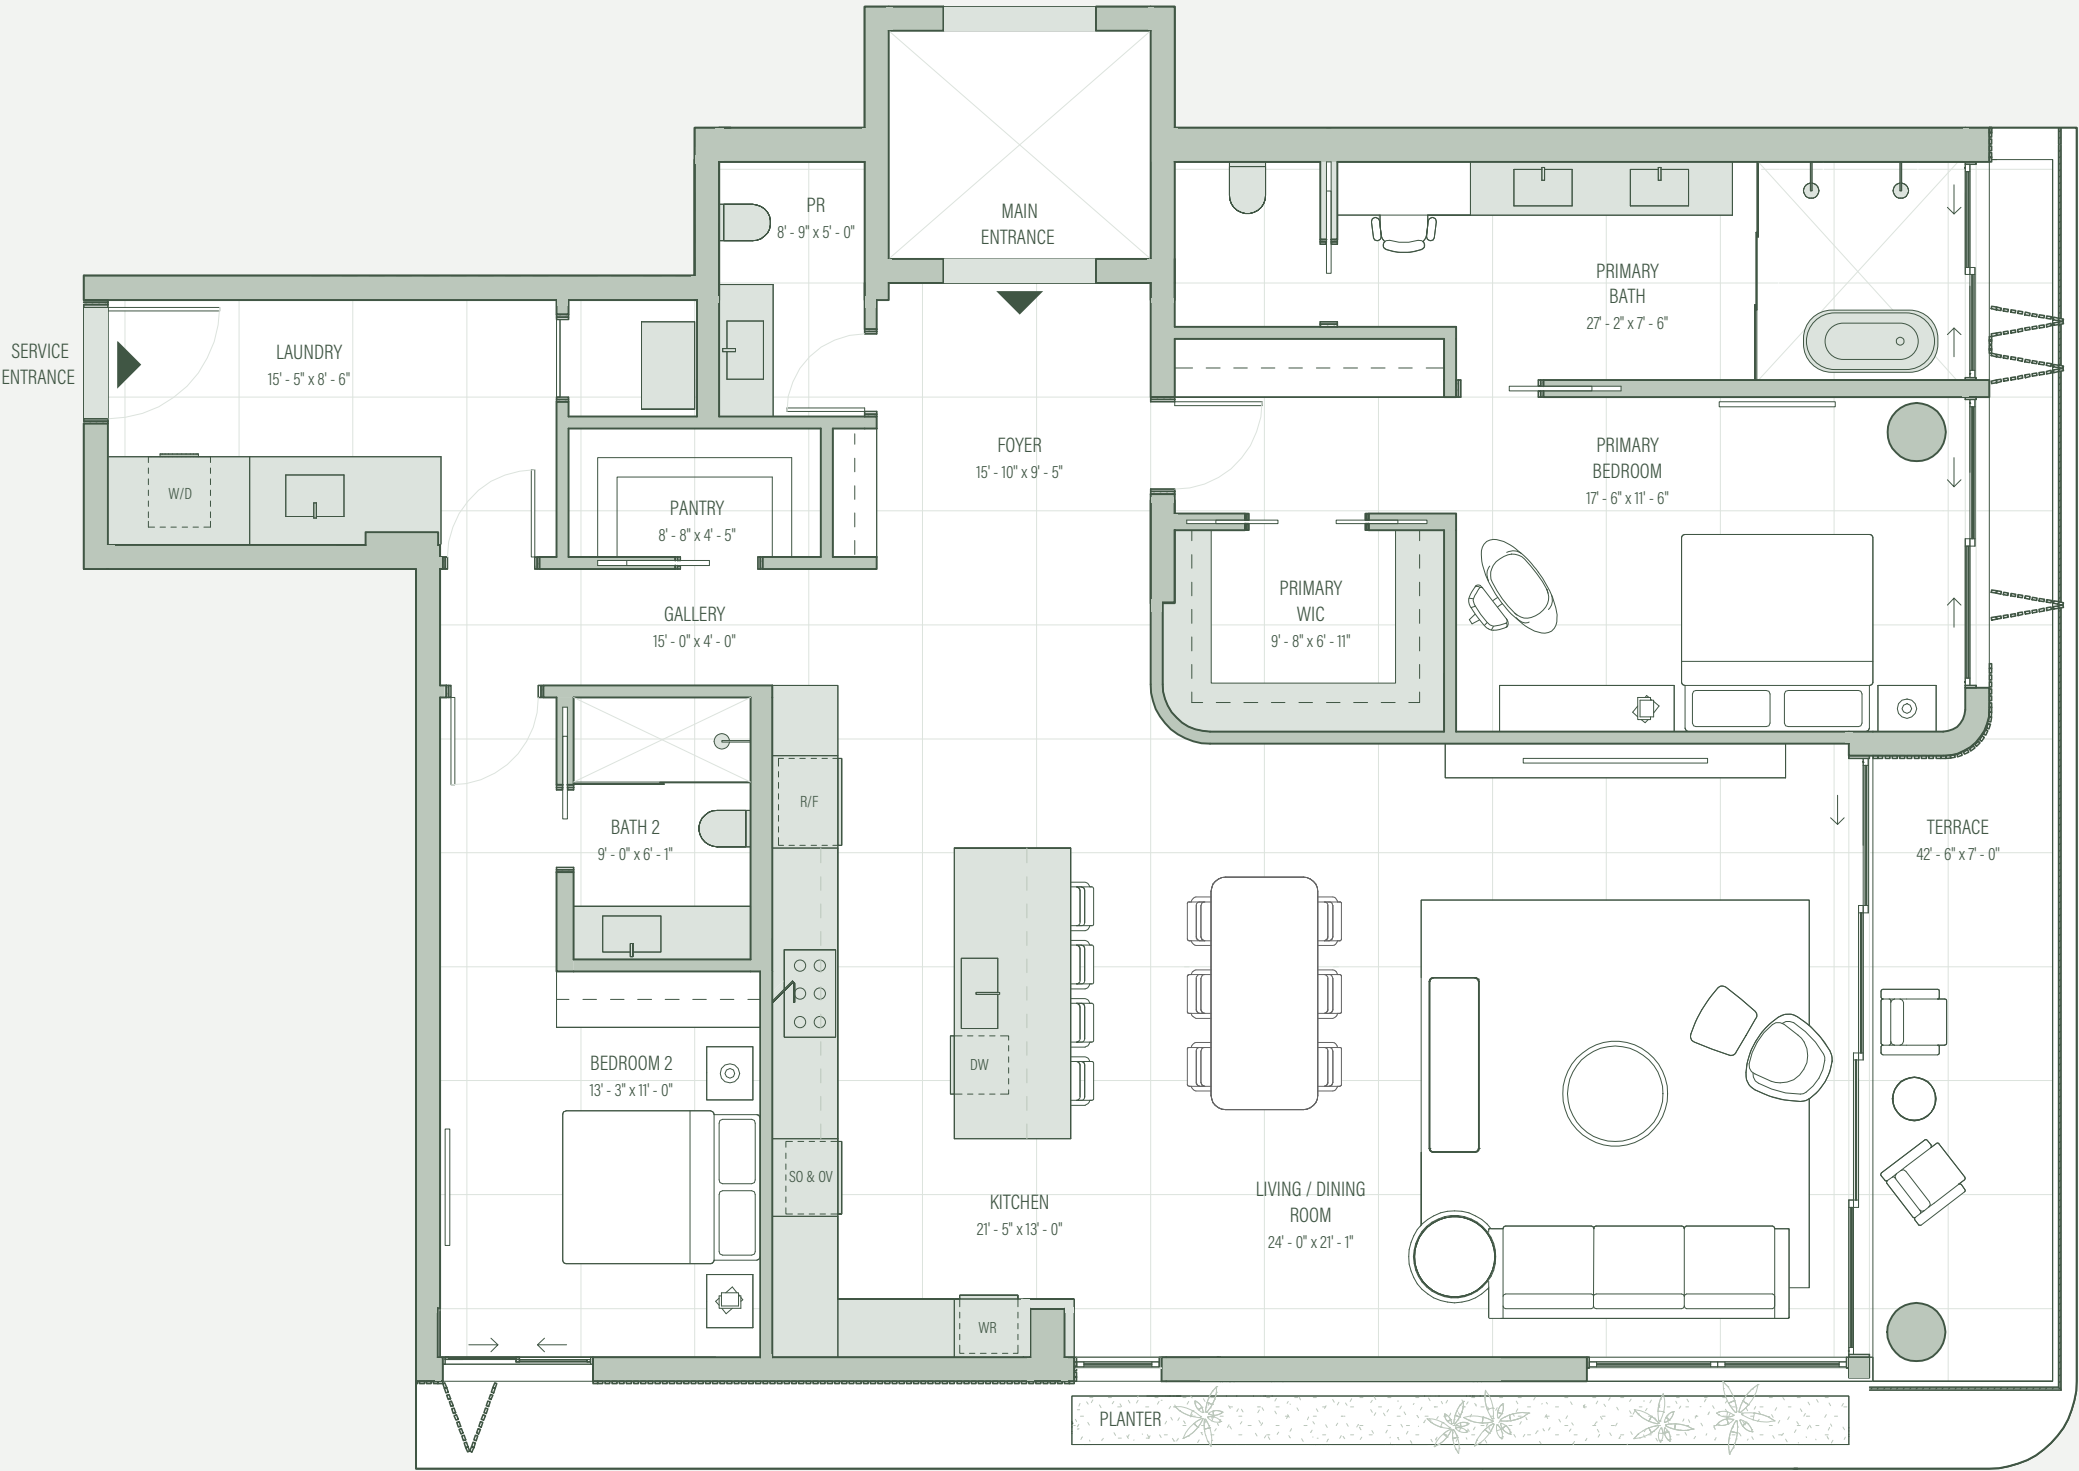 MAIN
ENTRANCE
PR
8' - 9" x 5' - 0"
PRIMARY
BATH
27' - 2" x 7' - 6"
SERVICE
ENTRANCE
LAUNDRY
15' - 5" x 8' - 6"
W/D
FOYER
15' - 10" x 9' - 5"
PRIMARY
BEDROOM
17' - 6" x 11' - 6"
PANTRY
8' - 8" x 4' - 5"
GALLERY
15' - 0" x 4' - 0"
PRIMARY
WIC
9' - 8" x 6' - 11"
R/F
BATH 2
9' - 0" x 6' - 1"
TERRACE
42' - 6" x 7' - 0"
BEDROOM 2
13' - 3" x 11' - 0"
DW
SO & OV
KITCHEN
21' - 5" x 13' - 0"
LIVING / DINING
ROOM
24' - 0" x 21' - 1"
WR
PLANTER